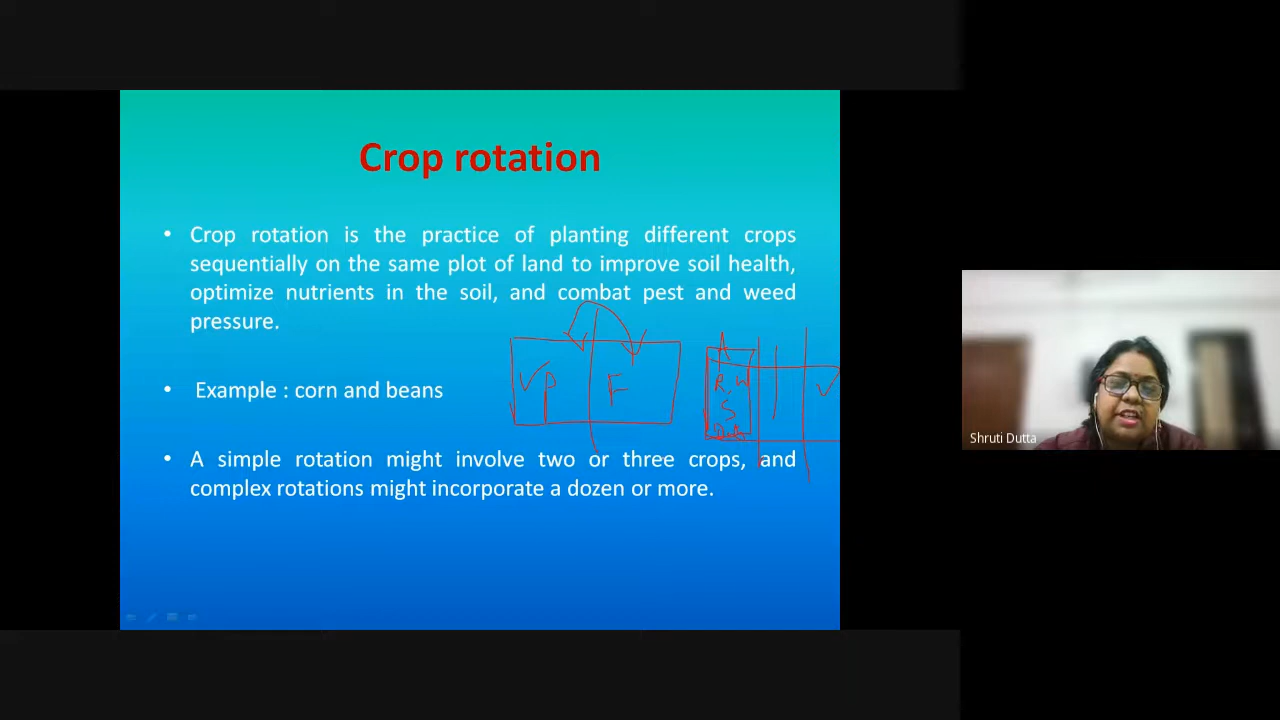 Crop rotation
• Crop rotation is the practice of planting different crops
sequentially on the same plot of land to improve soil health,
optimize nutrients in the soil, and combat pest and weed
pressure.
P F
R, W
S
• Example : corn and beans
• A simple rotation might involve two or three crops, and
complex rotations might incorporate a dozen or more.
Shruti Dutta